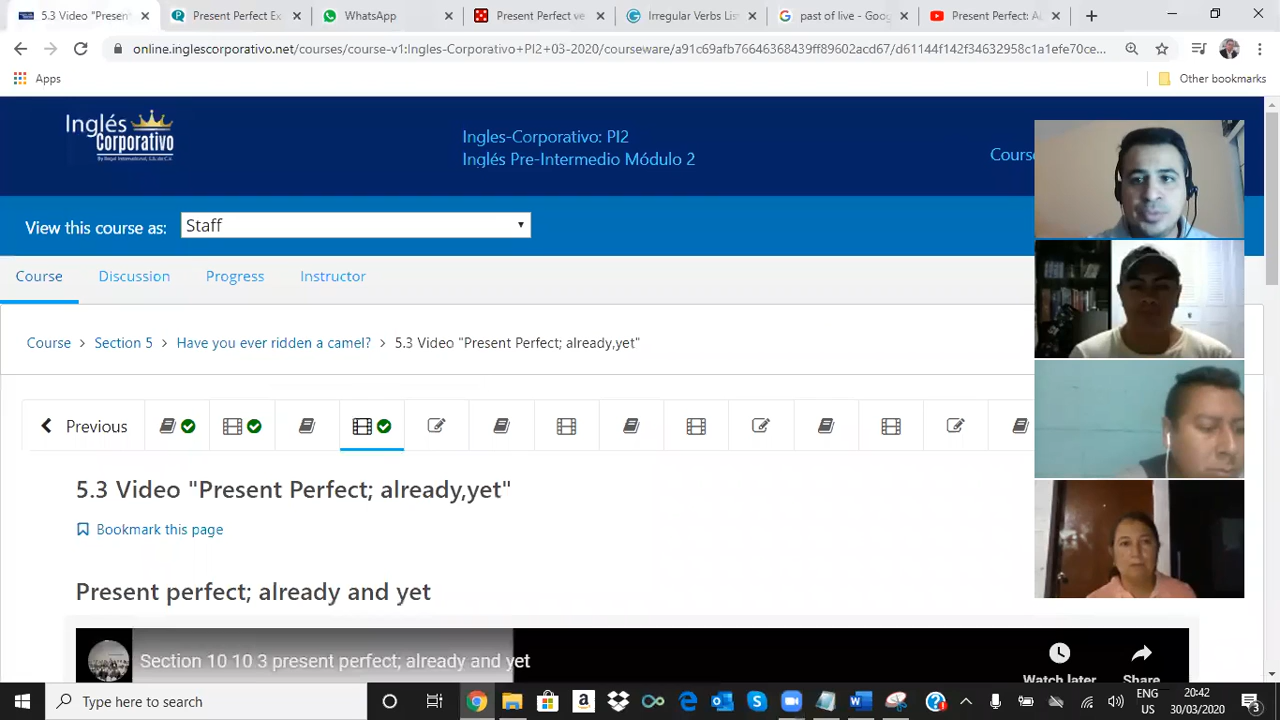 5.3 Video "Presen
Present Perfect Ex
WhatsApp
Present Perfect ve
Irregular Verbs Lis
past of live - Goog
Present Perfect: AL
online.inglescorporativo.net/courses/course-v1:Ingles-Corporativo+PI2+03-2020/courseware/a91c69afb78
Apps
Other bookmarks
Inglés
Corporativo
Ingles-Corporativo: PI2
Inglés Pre-Intermedio Módulo 2
Cours
View this course as:
Staff
Course
Discussion
Progress
Instructor
Course > Section 5 > Have you ever ridden a camel? > 5.3 Video "Present Perfect; already,yet"
Previous
5.3 Video "Present Perfect; already,yet"
Bookmark this page
Present perfect; already and yet
Section 10 10 3 present perfect; already and yet
Watch later
Share
Type here to search
ENG
US
20:42
30/03/2020
3